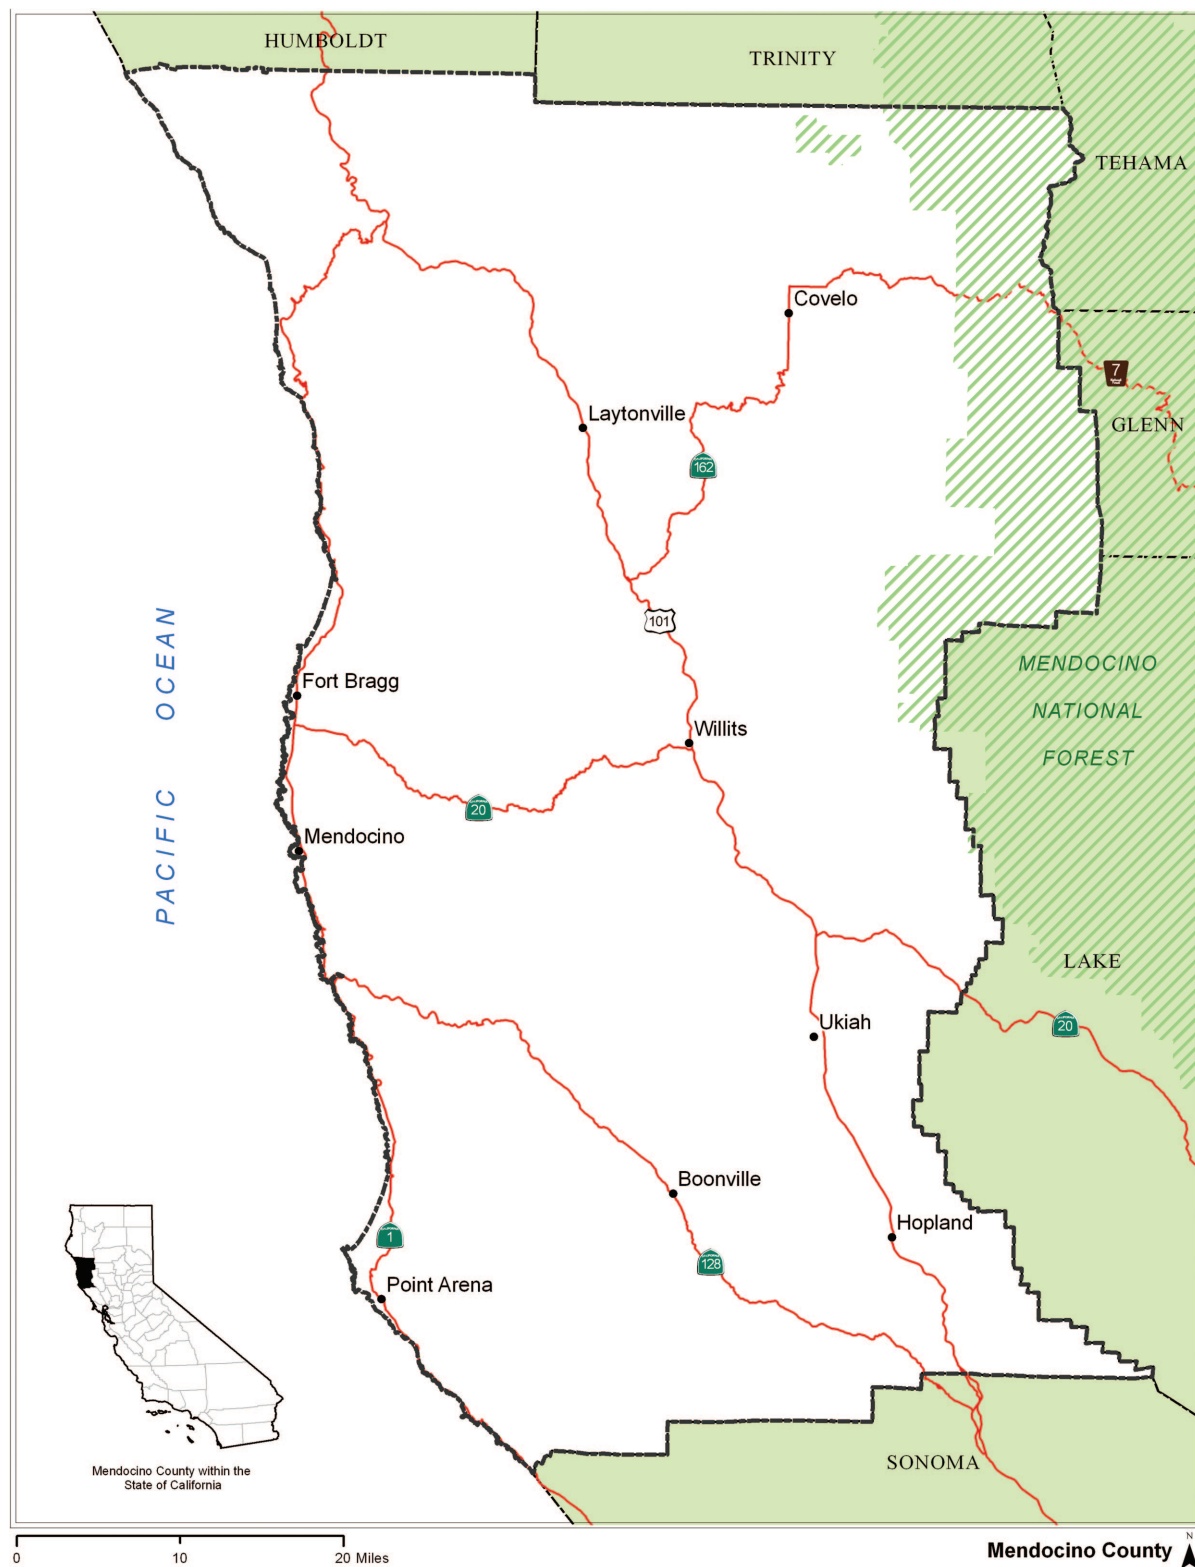 HUMBOLDT
TRINITY
TEHAMA
Covelo
7
GLENN
Laytonville
162
101
PACIFIC OCEAN
MENDOCINO
NATIONAL
FOREST
Fort Bragg
Willits
20
Mendocino
LAKE
Ukiah
20
Boonville
Hopland
1
128
Point Arena
SONOMA
Mendocino County within the
State of California
0 10 20 Miles
Mendocino County
N